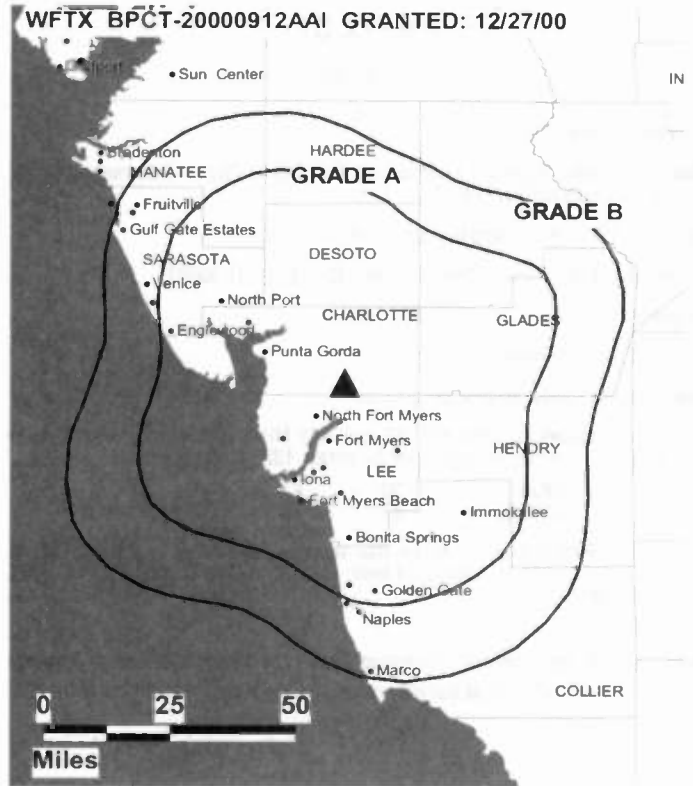 WFTX BPCT-20000912AAI GRANTED: 12/27/00
Sun Center
IN
Bradenton
HARDEE
MANATEE
GRADE A
Fruitville
GRADE B
Gulf Gate Estates
DESOTO
SARASOTA
Venice
North Port
CHARLOTTE
GLADES
Englewood
Punta Gorda
North Fort Myers
Fort Myers
HENDRY
LEE
Iona
Fort Myers Beach
Immokalee
Bonita Springs
Golden Gate
Naples
Marco
COLLIER
0 25 50
Miles